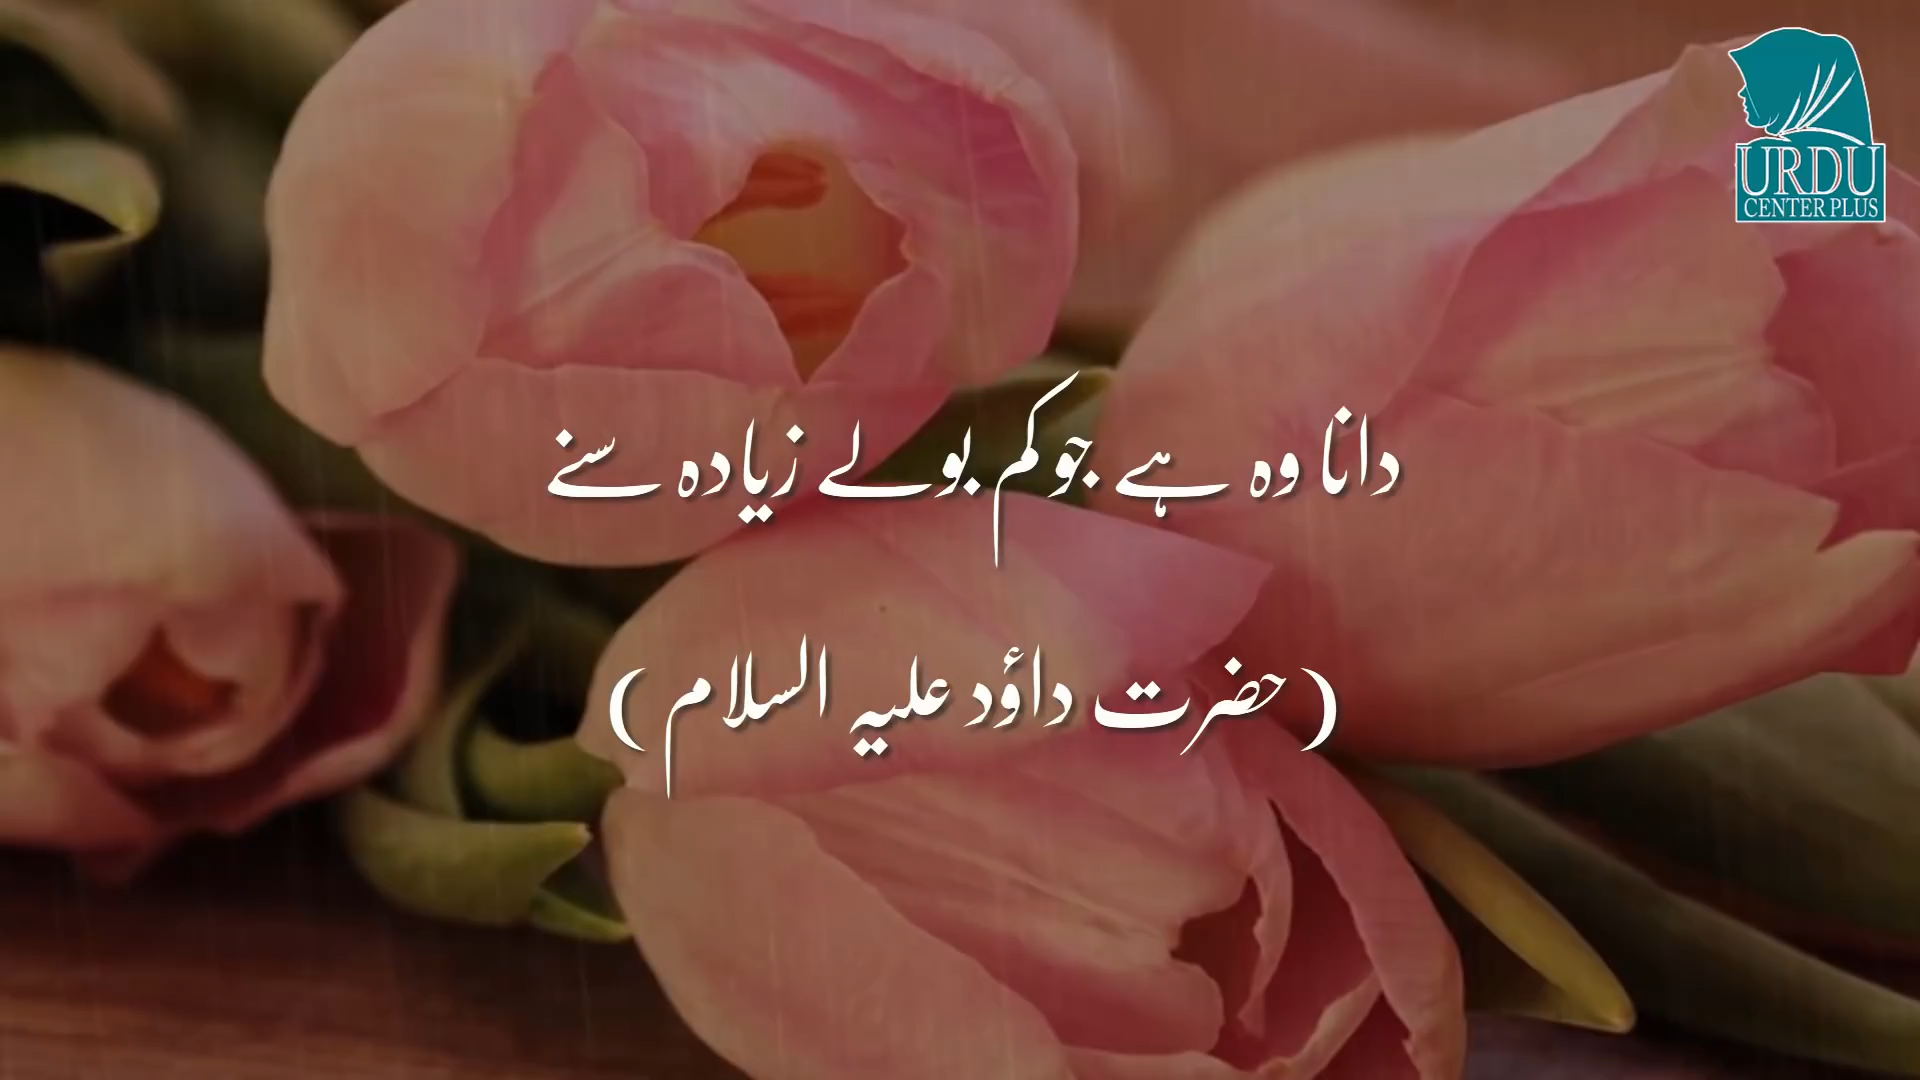 URDU
CENTER PLUS
دانا وہ ہے جو کم بولے زیادہ سنے
(حضرت داؤد علیہ السلام)